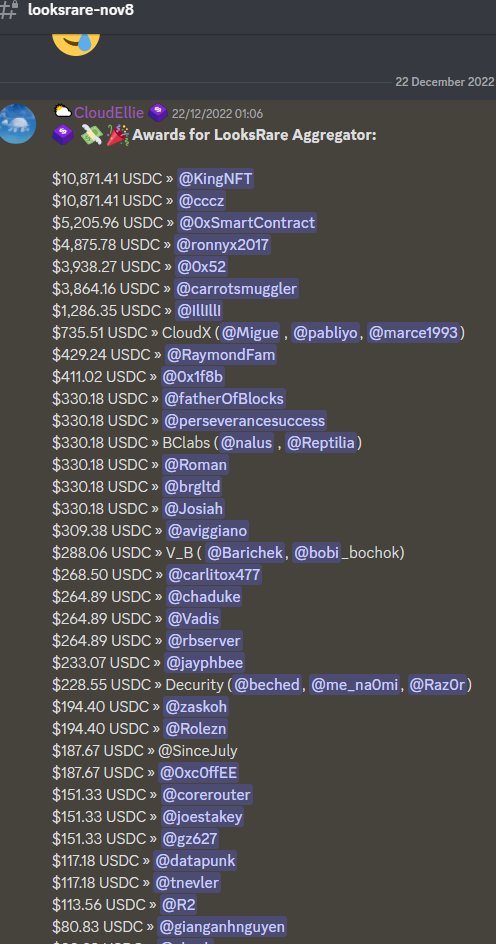 looksrare-nov8
22 December 2022
CloudEllie 22/12/2022 01:06
Awards for LooksRare Aggregator:
$10,871.41 USDC » @KingNFT
$10,871.41 USDC » @cccz
$5,205.96 USDC » @0xSmartContract
$4,875.78 USDC » @ronnyx2017
$3,938.27 USDC » @0x52
$3,864.16 USDC » @carrotsmuggler
$1,286.35 USDC » @IllIllI
$735.51 USDC » CloudX ( @Migue , @pabliyo, @marce1993 )
$429.24 USDC » @RaymondFam
$411.02 USDC » @0x1f8b
$330.18 USDC » @fatherOfBlocks
$330.18 USDC » @perseverancesuccess
$330.18 USDC » BClabs ( @nalus , @Reptilia )
$330.18 USDC » @Roman
$330.18 USDC » @brgltd
$330.18 USDC » @Josiah
$309.38 USDC » @aviggiano
$288.06 USDC » V_B ( @Barichek, @bobi_bochok)
$268.50 USDC » @carlitox477
$264.89 USDC » @chaduke
$264.89 USDC » @Vadis
$264.89 USDC » @rbserver
$233.07 USDC » @jayphbee
$228.55 USDC » Decurity ( @beched, @me_na0mi, @Raz0r )
$194.40 USDC » @zaskoh
$194.40 USDC » @Rolezn
$187.67 USDC » @SinceJuly
$187.67 USDC » @0xc0ffEE
$151.33 USDC » @corerouter
$151.33 USDC » @joestakey
$151.33 USDC » @gz627
$117.18 USDC » @datapunk
$117.18 USDC » @tnevler
$113.56 USDC » @R2
$80.83 USDC » @gianganhnguyen